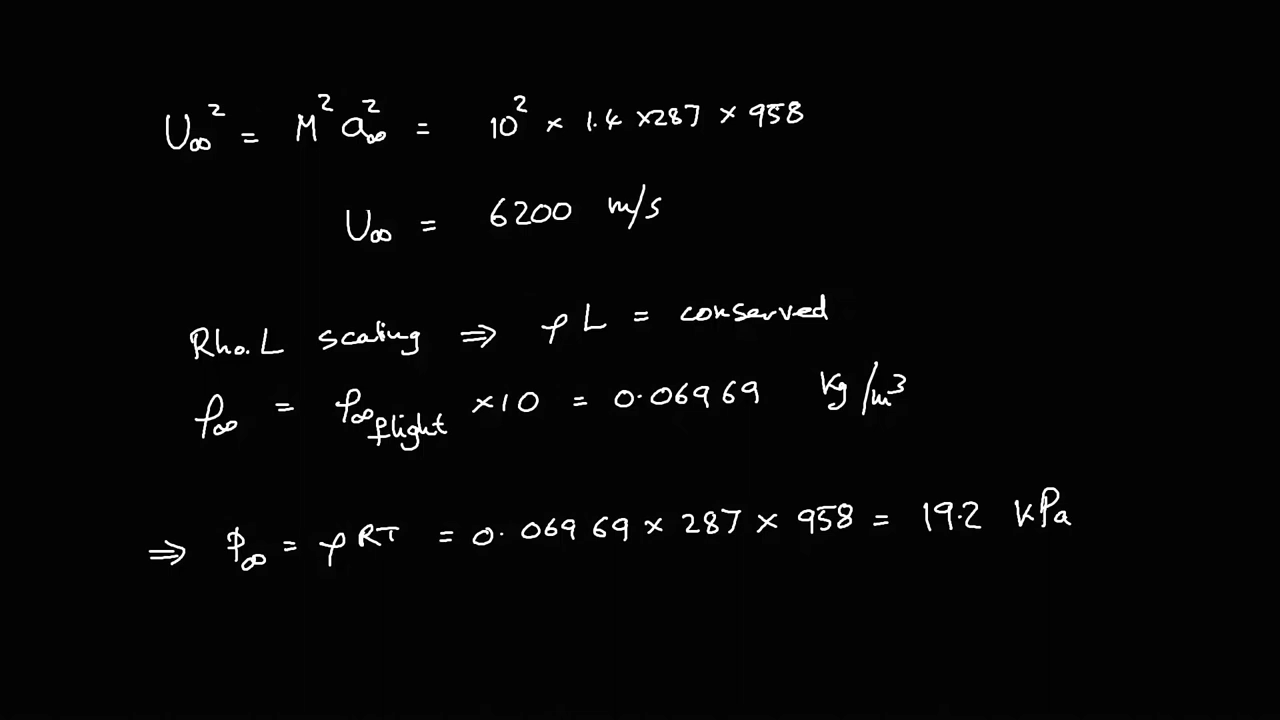 U∞² = M² a∞² = 10² × 1.4 × 287 × 958
U∞ = 6200 m/s
Rho.L scaling ⇒ ρL = conserved
ρ∞ = ρ∞flight × 10 = 0.06969 kg/m³
⇒ p∞ = ρRT = 0.06969 × 287 × 958 = 19.2 kPa